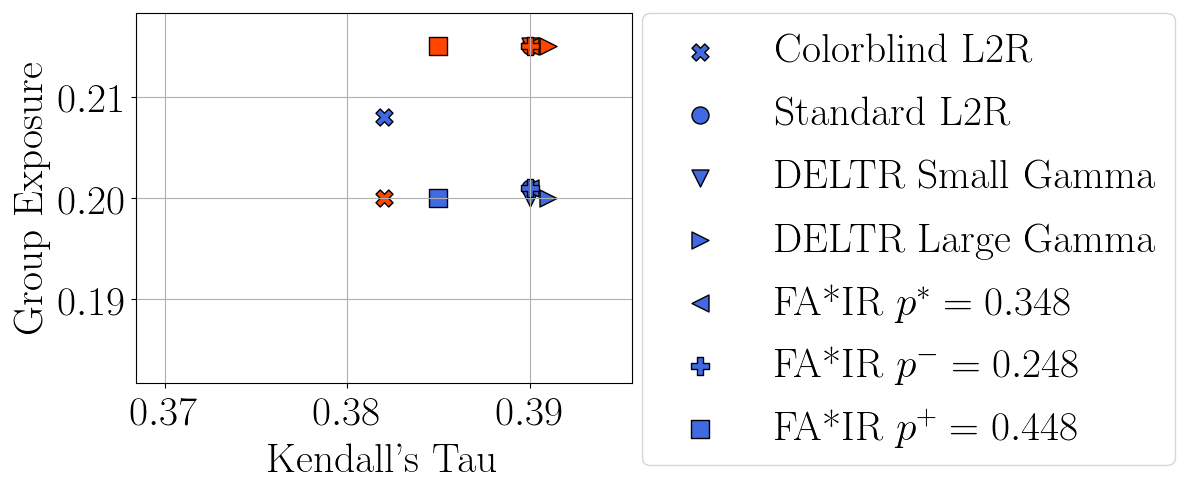 Group Exposure
0.21
0.20
0.19
0.37
0.38
0.39
Kendall's Tau
Colorblind L2R
Standard L2R
DELTR Small Gamma
DELTR Large Gamma
FA*IR p* = 0.348
FA*IR p⁻ = 0.248
FA*IR p⁺ = 0.448